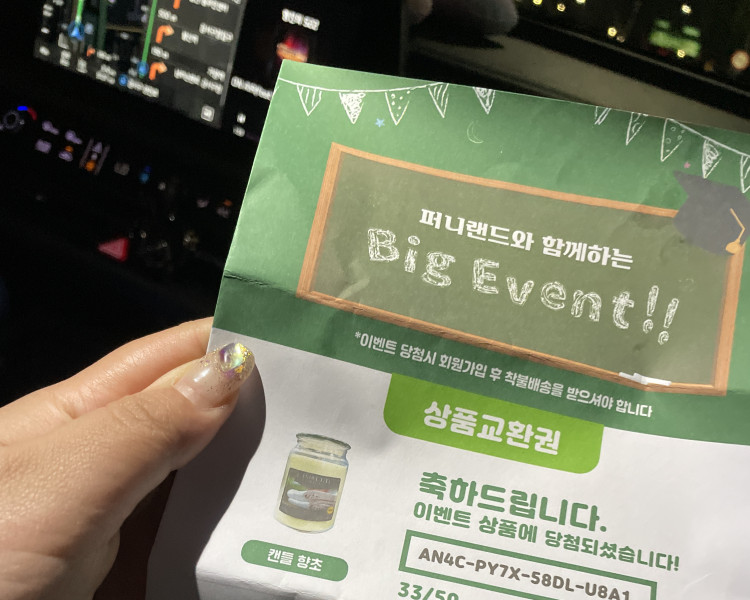 퍼니랜드와 함께하는
Big Event!!
*이벤트 당첨시 회원가입 후 착불배송을 받으셔야 합니다
상품교환권
축하드립니다.
이벤트 상품에 당첨되셨습니다!
AN4C-PY7X-58DL-U8A1
캔들 향초
33/50